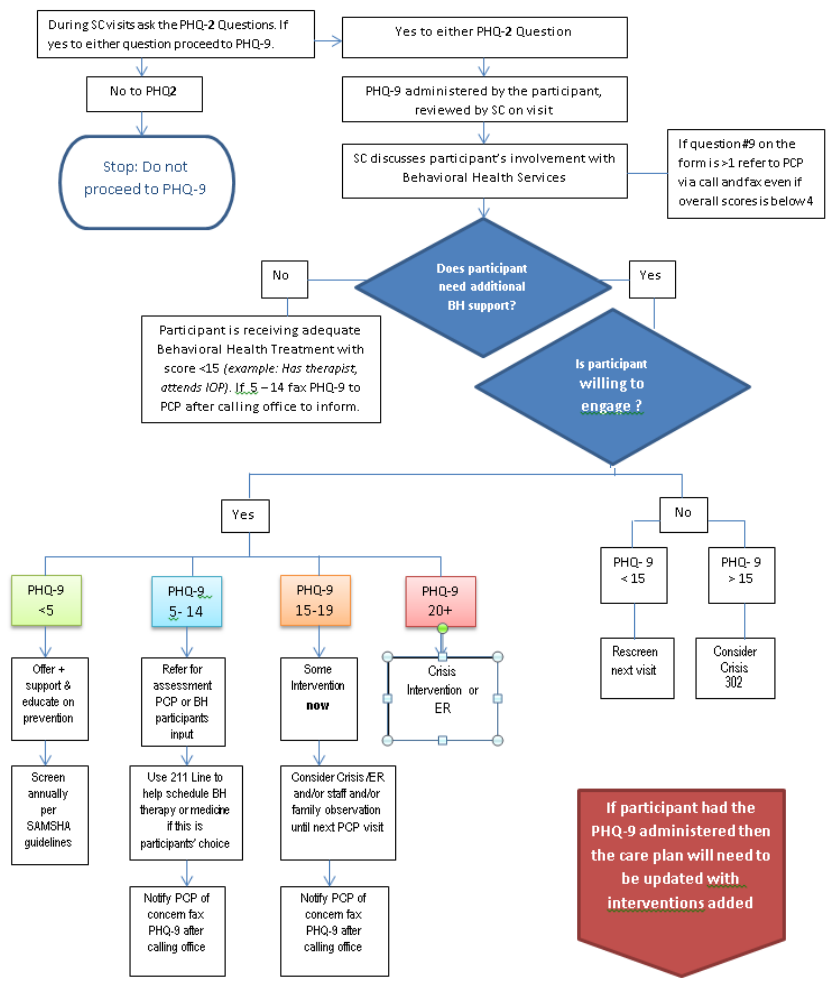 During SC visits ask the PHQ-2 Questions. If
yes to either question proceed to PHQ-9.
Yes to either PHQ-2 Question
No to PHQ2
PHQ-9 administered by the participant,
reviewed by SC on visit
Stop: Do not
proceed to PHQ-9
SC discusses participant's involvement with
Behavioral Health Services
If question #9 on the
form is >1 refer to PCP
via call and fax even if
overall scores is below 4
Does participant
need additional
BH support?
No
Yes
Participant is receiving adequate
Behavioral Health Treatment with
score <15 (example: Has therapist,
attends IOP). If 5 – 14 fax PHQ-9 to
PCP after calling office to inform.
Is participant
willing to
engage ?
Yes
No
PHQ-9
<5
PHQ-9
5- 14
PHQ-9
15-19
PHQ-9
20+
PHQ- 9
< 15
PHQ- 9
> 15
Offer +
support &
educate on
prevention
Refer for
assessment
PCP or BH
participants
input
Some
Intervention
now
Crisis
Intervention or
ER
Rescreen
next visit
Consider
Crisis
302
Screen
annually
per
SAMSHA
guidelines
Use 211 Line to
help schedule BH
therapy or medicine
if this is
participants' choice
Consider Crisis /ER
and/or staff and/or
family observation
until next PCP visit
Notify PCP of
concern fax
PHQ-9 after
calling office
Notify PCP of
concern fax
PHQ-9 after
calling office
If participant had the
PHQ-9 administered then
the care plan will need to
be updated with
interventions added